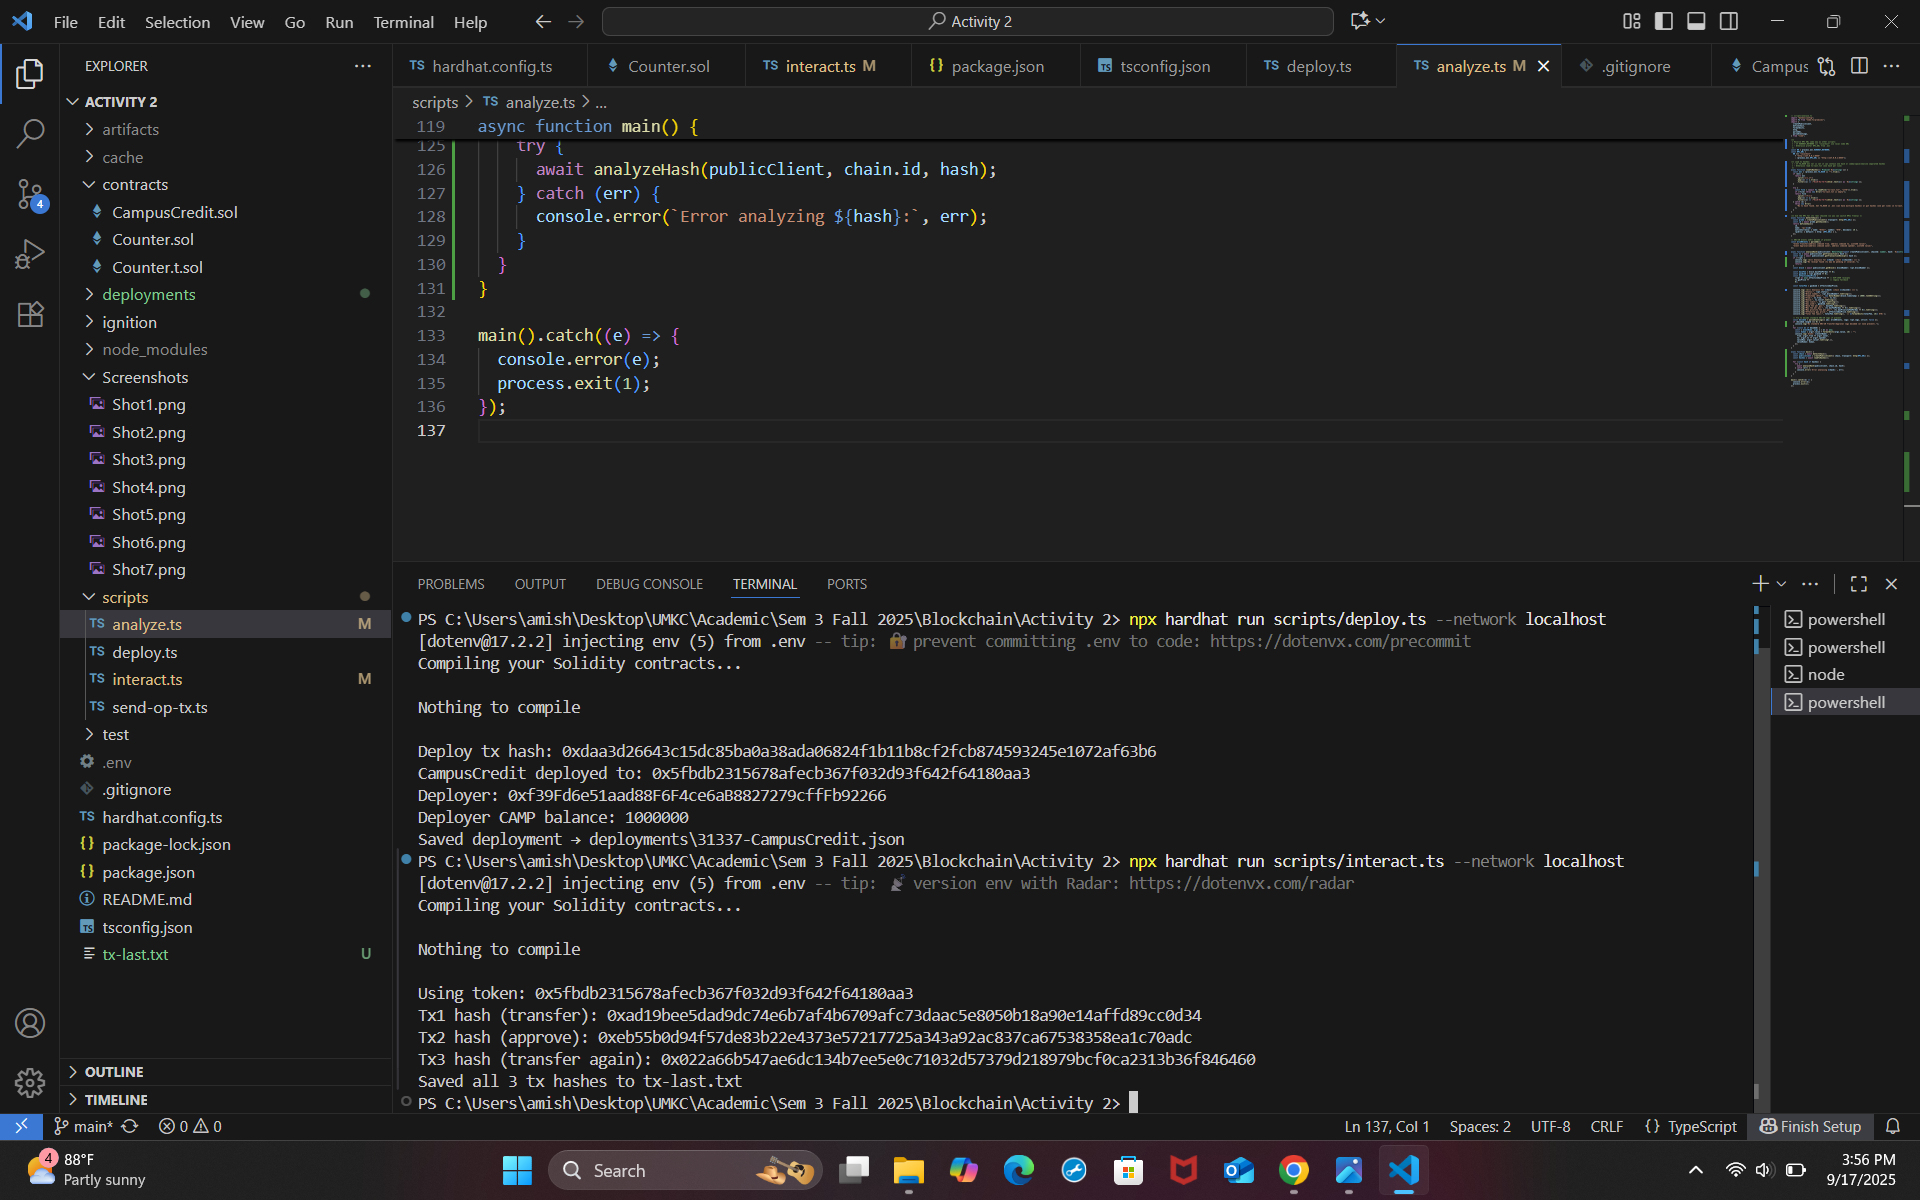 File Edit Selection View Go Run Terminal Help
Activity 2
EXPLORER
ACTIVITY 2
artifacts
cache
contracts
CampusCredit.sol
Counter.sol
Counter.t.sol
deployments
ignition
node_modules
Screenshots
Shot1.png
Shot2.png
Shot3.png
Shot4.png
Shot5.png
Shot6.png
Shot7.png
scripts
TS analyze.ts M
TS deploy.ts
TS interact.ts M
TS send-op-tx.ts
test
.env
.gitignore
TS hardhat.config.ts
{} package-lock.json
{} package.json
README.md
TS tsconfig.json
tx-last.txt U
OUTLINE
TIMELINE
4
TS hardhat.config.ts Counter.sol TS interact.ts M {} package.json TS tsconfig.json TS deploy.ts TS analyze.ts M .gitignore Campus
scripts > TS analyze.ts > ...
119 async function main() {
125 try {
126 await analyzeHash(publicClient, chain.id, hash);
127 } catch (err) {
128 console.error(`Error analyzing ${hash}:`, err);
129 }
130 }
131 }
132
133 main().catch((e) => {
134 console.error(e);
135 process.exit(1);
136 });
137
PROBLEMS OUTPUT DEBUG CONSOLE TERMINAL PORTS
PS C:\Users\amish\Desktop\UMKC\Academic\Sem 3 Fall 2025\Blockchain\Activity 2> npx hardhat run scripts/deploy.ts --network localhost
[dotenv@17.2.2] injecting env (5) from .env -- tip: 🔐 prevent committing .env to code: https://dotenvx.com/precommit
Compiling your Solidity contracts...
Nothing to compile
Deploy tx hash: 0xdaa3d26643c15dc85ba0a38ada06824f1b11b8cf2fcb874593245e1072af63b6
CampusCredit deployed to: 0x5fbdb2315678afecb367f032d93f642f64180aa3
Deployer: 0xf39Fd6e51aad88F6F4ce6aB8827279cffFb92266
Deployer CAMP balance: 1000000
Saved deployment → deployments\31337-CampusCredit.json
PS C:\Users\amish\Desktop\UMKC\Academic\Sem 3 Fall 2025\Blockchain\Activity 2> npx hardhat run scripts/interact.ts --network localhost
[dotenv@17.2.2] injecting env (5) from .env -- tip: 📡 version env with Radar: https://dotenvx.com/radar
Compiling your Solidity contracts...
Nothing to compile
Using token: 0x5fbdb2315678afecb367f032d93f642f64180aa3
Tx1 hash (transfer): 0xad19bee5dad9dc74e6b7af4b6709afc73daac5e8050b18a90e14affd89cc0d34
Tx2 hash (approve): 0xeb55b0d94f57de83b22e4373e57217725a343a92ac837ca67538358ea1c70adc
Tx3 hash (transfer again): 0x022a66b547ae6dc134b7ee5e0c71032d57379d218979bcf0ca2313b36f846460
Saved all 3 tx hashes to tx-last.txt
PS C:\Users\amish\Desktop\UMKC\Academic\Sem 3 Fall 2025\Blockchain\Activity 2>
powershell
powershell
node
powershell
main* 0 0 Ln 137, Col 1 Spaces: 2 UTF-8 CRLF {} TypeScript Finish Setup
4
88°F
Partly sunny
Search
3:56 PM
9/17/2025